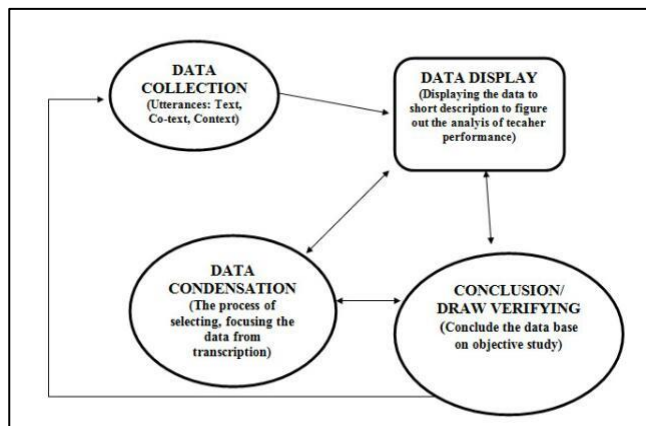 DATA
COLLECTION
(Utterances: Text,
Co-text, Context)
DATA DISPLAY
(Displaying the data to
short description to figure
out the analyis of tecaher
performance)
DATA
CONDENSATION
(The process of
selecting, focusing the
data from
transcription)
CONCLUSION/
DRAW VERIFYING
(Conclude the data base
on objective study)